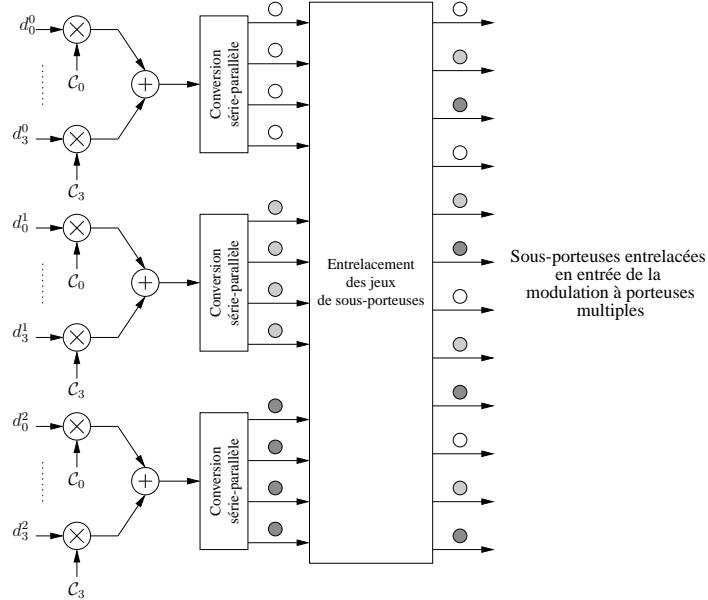 d_0^0
C_0
d_3^0
C_3
+
Conversion
série-parallèle
d_0^1
C_0
d_3^1
C_3
+
Conversion
série-parallèle
d_0^2
C_0
d_3^2
C_3
+
Conversion
série-parallèle
Entrelacement
des jeux
de sous-porteuses
Sous-porteuses entrelacées
en entrée de la
modulation à porteuses
multiples